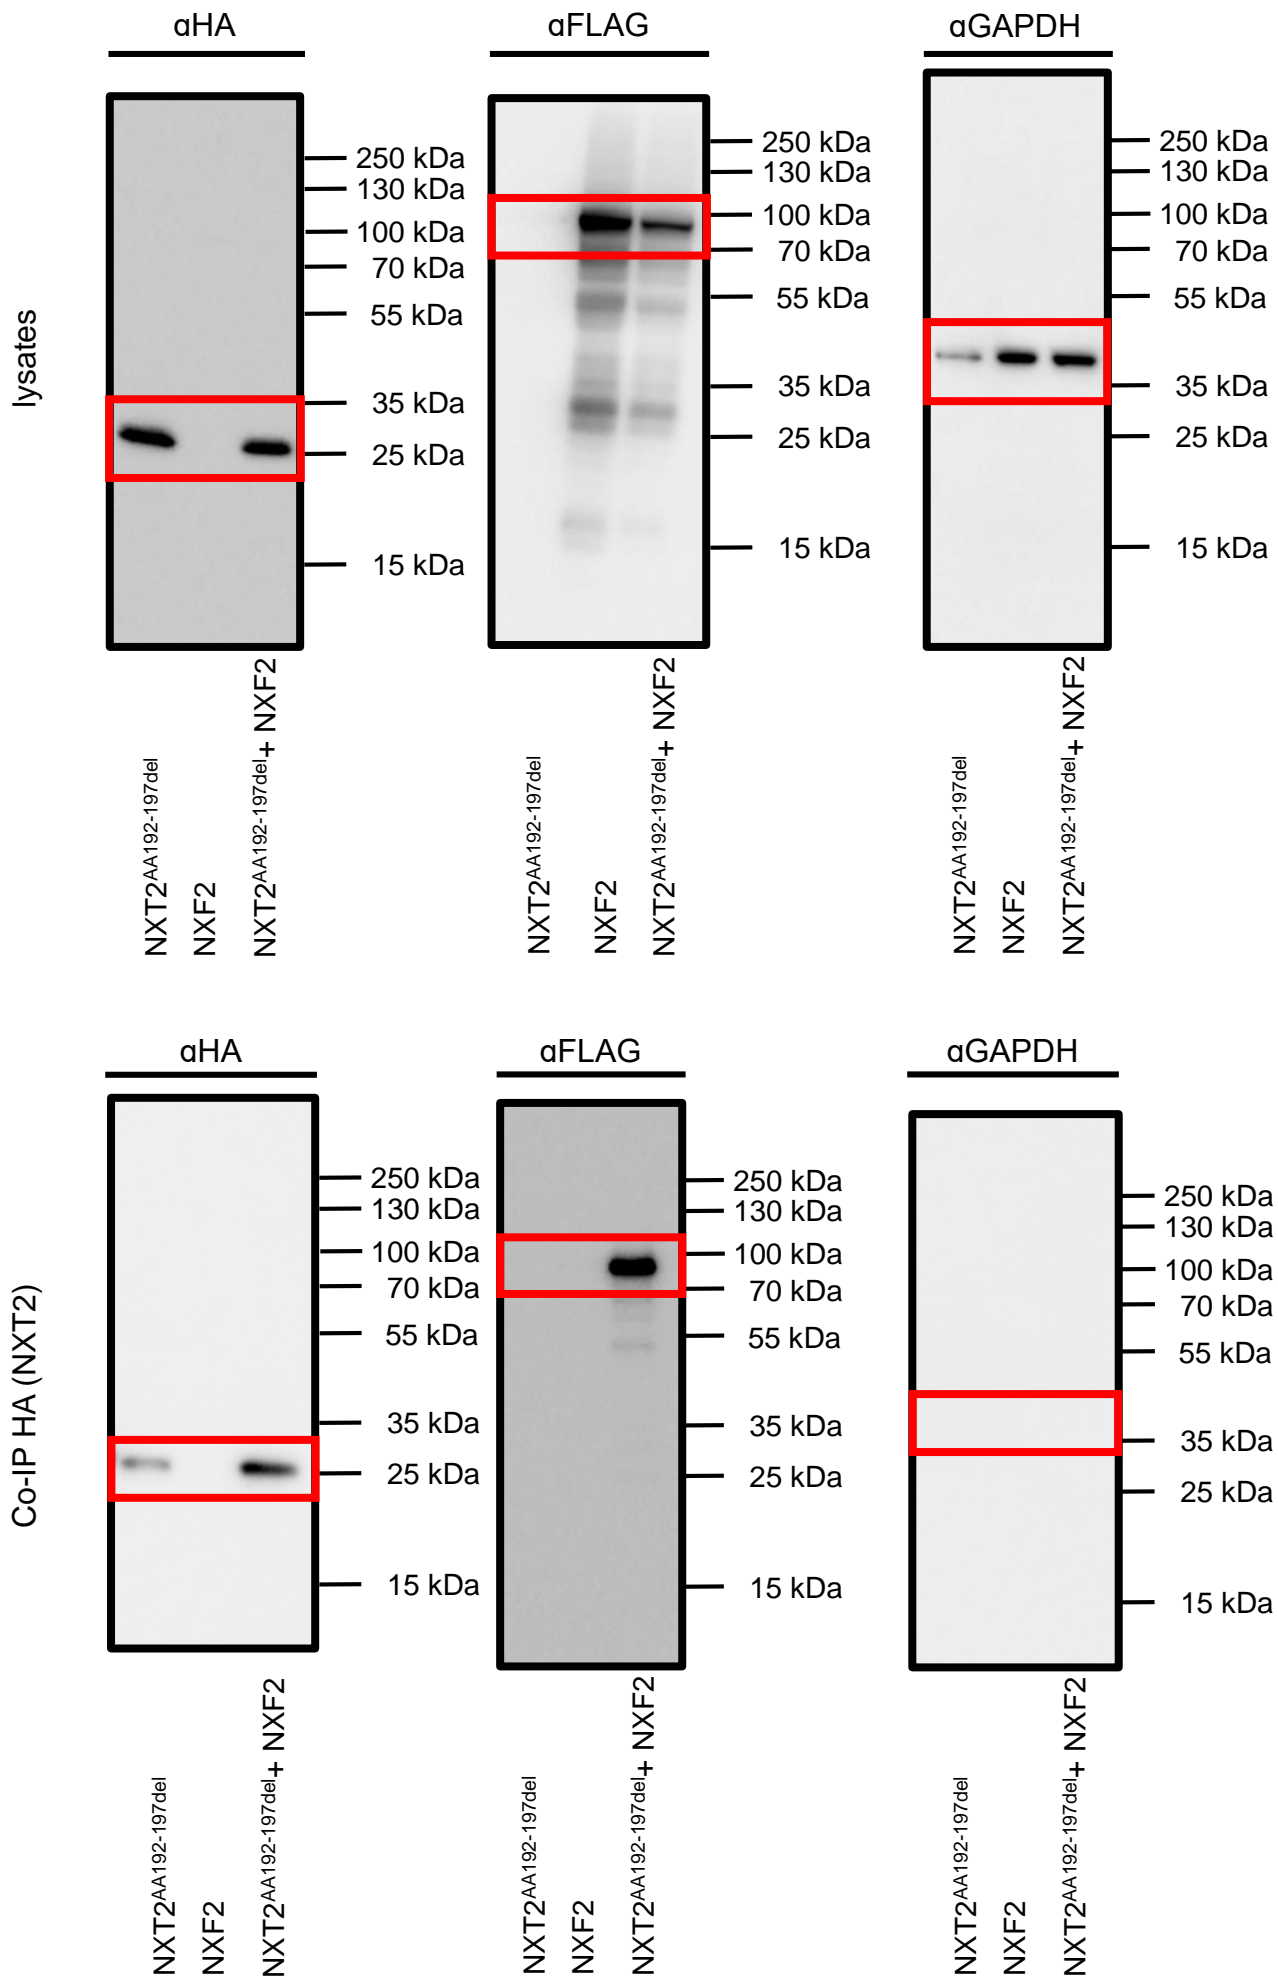 αHA
αFLAG
αGAPDH
lysates
250 kDa
130 kDa
100 kDa
70 kDa
55 kDa
35 kDa
25 kDa
15 kDa
250 kDa
130 kDa
100 kDa
70 kDa
55 kDa
35 kDa
25 kDa
15 kDa
250 kDa
130 kDa
100 kDa
70 kDa
55 kDa
35 kDa
25 kDa
15 kDa
NXT2AA192-197del
NXF2
NXT2AA192-197del+ NXF2
NXT2AA192-197del
NXF2
NXT2AA192-197del+ NXF2
NXT2AA192-197del
NXF2
NXT2AA192-197del+ NXF2
αHA
αFLAG
αGAPDH
Co-IP HA (NXT2)
250 kDa
130 kDa
100 kDa
70 kDa
55 kDa
35 kDa
25 kDa
15 kDa
250 kDa
130 kDa
100 kDa
70 kDa
55 kDa
35 kDa
25 kDa
15 kDa
250 kDa
130 kDa
100 kDa
70 kDa
55 kDa
35 kDa
25 kDa
15 kDa
NXT2AA192-197del
NXF2
NXT2AA192-197del+ NXF2
NXT2AA192-197del
NXF2
NXT2AA192-197del+ NXF2
NXT2AA192-197del
NXF2
NXT2AA192-197del+ NXF2